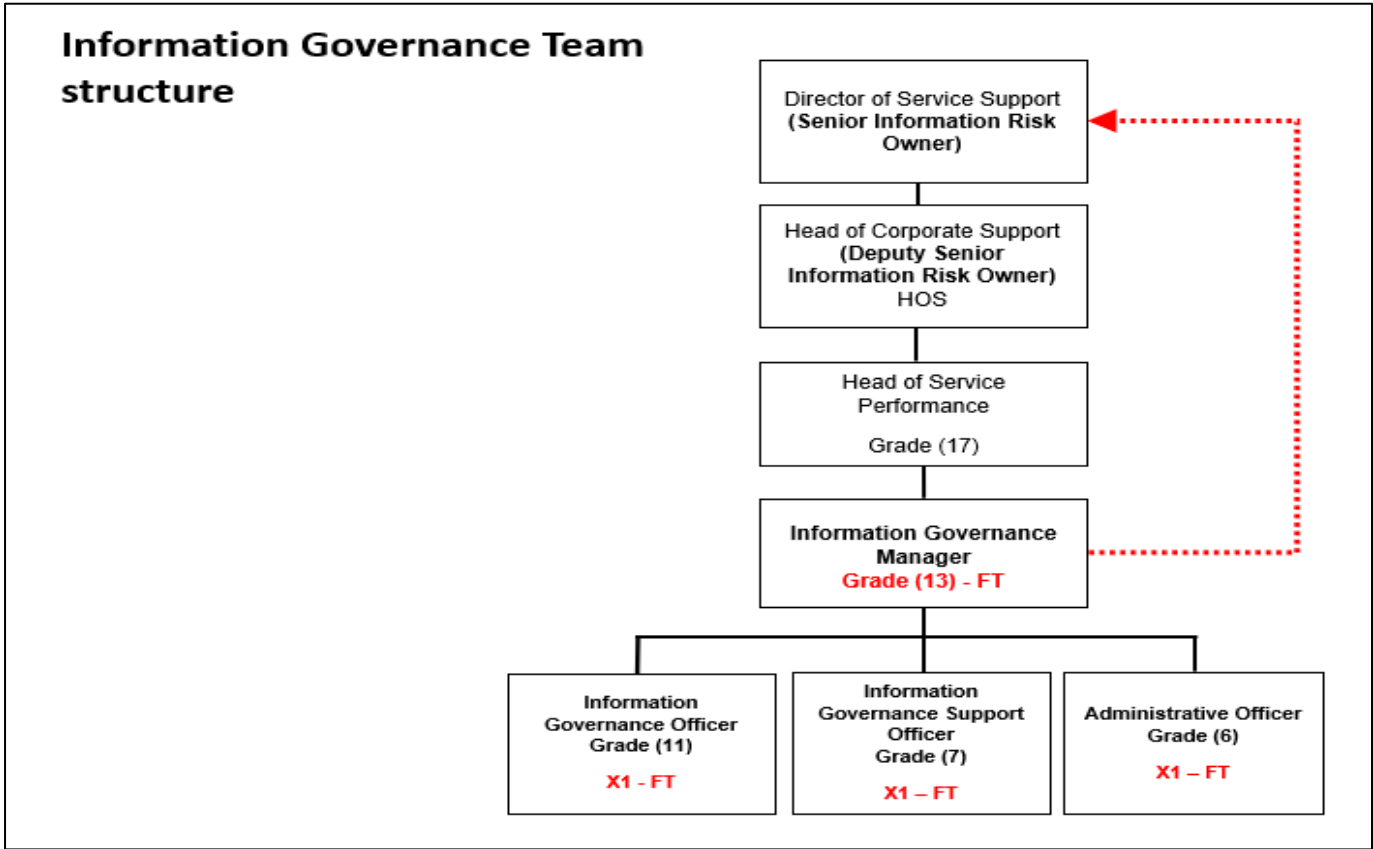 Information Governance Team
structure
Director of Service Support
(Senior Information Risk
Owner)
Head of Corporate Support
(Deputy Senior
Information Risk Owner)
HOS
Head of Service
Performance
Grade (17)
Information Governance
Manager
Grade (13) - FT
Information
Governance Officer
Grade (11)
X1 - FT
Information
Governance Support
Officer
Grade (7)
X1 – FT
Administrative Officer
Grade (6)
X1 – FT